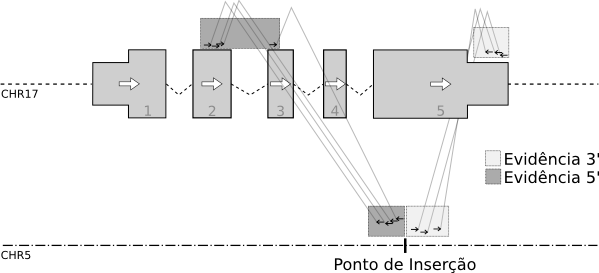 1 2 3 4 5
CHR17
Evidência 3'
Evidência 5'
CHR5
Ponto de Inserção